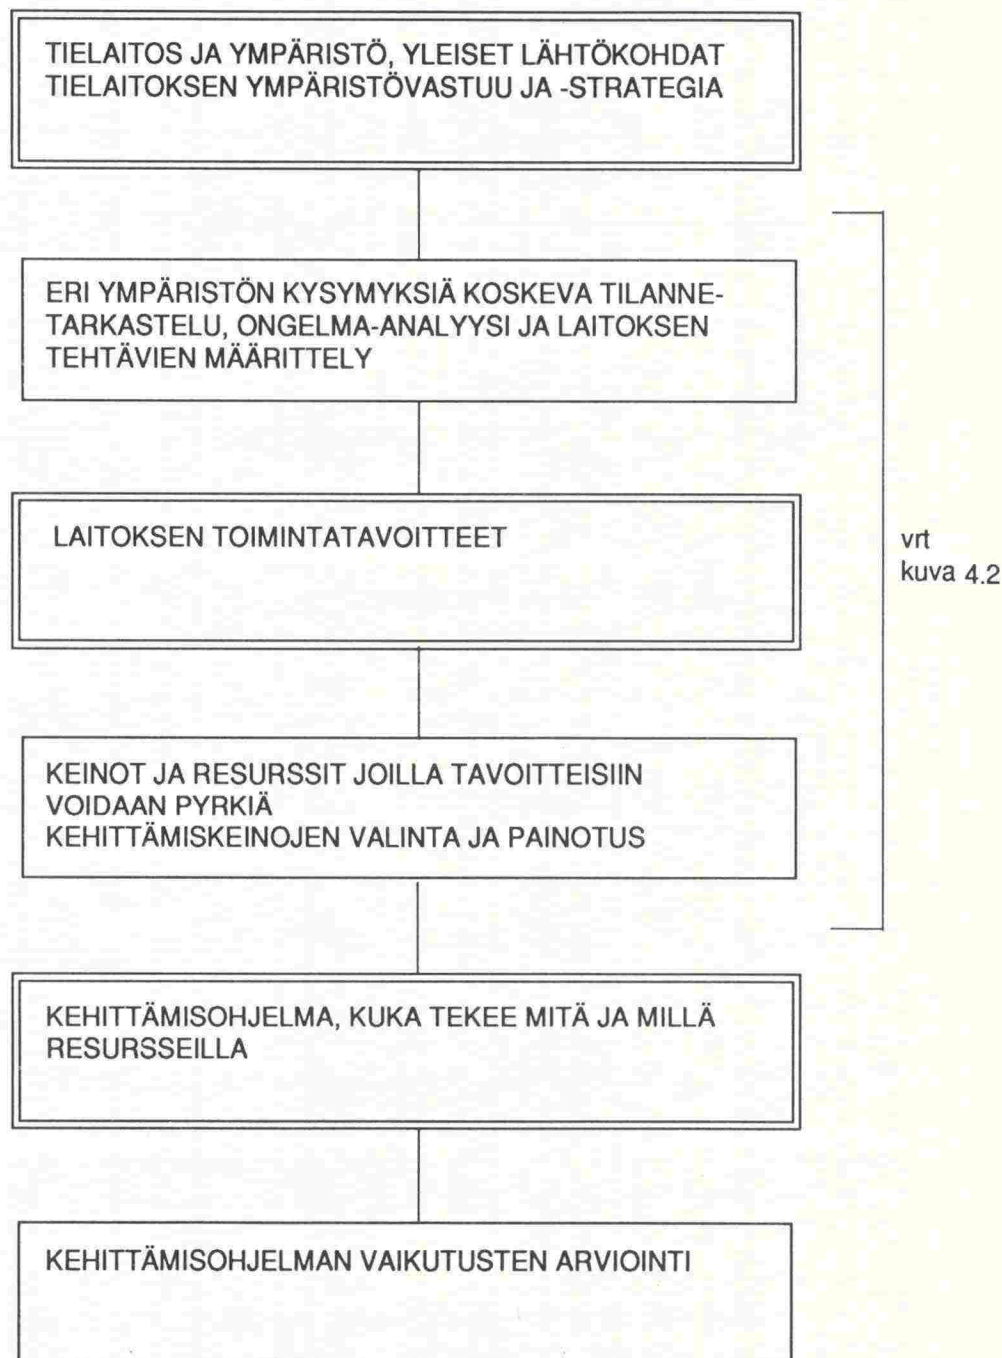 TIELAITOS JA YMPÄRISTÖ, YLEISET LÄHTÖKOHDAT
TIELAITOKSEN YMPÄRISTÖVASTUU JA -STRATEGIA
ERI YMPÄRISTÖN KYSYMYKSIÄ KOSKEVA TILANNE-
TARKASTELU, ONGELMA-ANALYYSI JA LAITOKSEN
TEHTÄVIEN MÄÄRITTELY
LAITOKSEN TOIMINTATAVOITTEET
vrt
kuva 4.2
KEINOT JA RESURSSIT JOILLA TAVOITTEISIIN
VOIDAAN PYRKIÄ
KEHITTÄMISKEINOJEN VALINTA JA PAINOTUS
KEHITTÄMISOHJELMA, KUKA TEKEE MITÄ JA MILLÄ
RESURSSEILLA
KEHITTÄMISOHJELMAN VAIKUTUSTEN ARVIOINTI